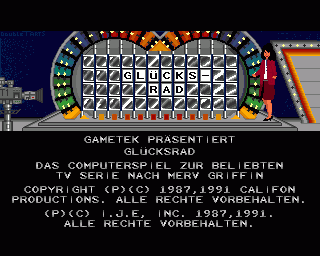 GLÜCKS-
RAD
GAMETEK PRÄSENTIERT
GLÜCKSRAD
DAS COMPUTERSPIEL ZUR BELIEBTEN
TV SERIE NACH MERV GRIFFIN
COPYRIGHT (P)(C) 1987,1991 CALIFON
PRODUCTIONS. ALLE RECHTE VORBEHALTEN.
(P)(C) I.J.E, INC. 1987,1991.
ALLE RECHTE VORBEHALTEN.